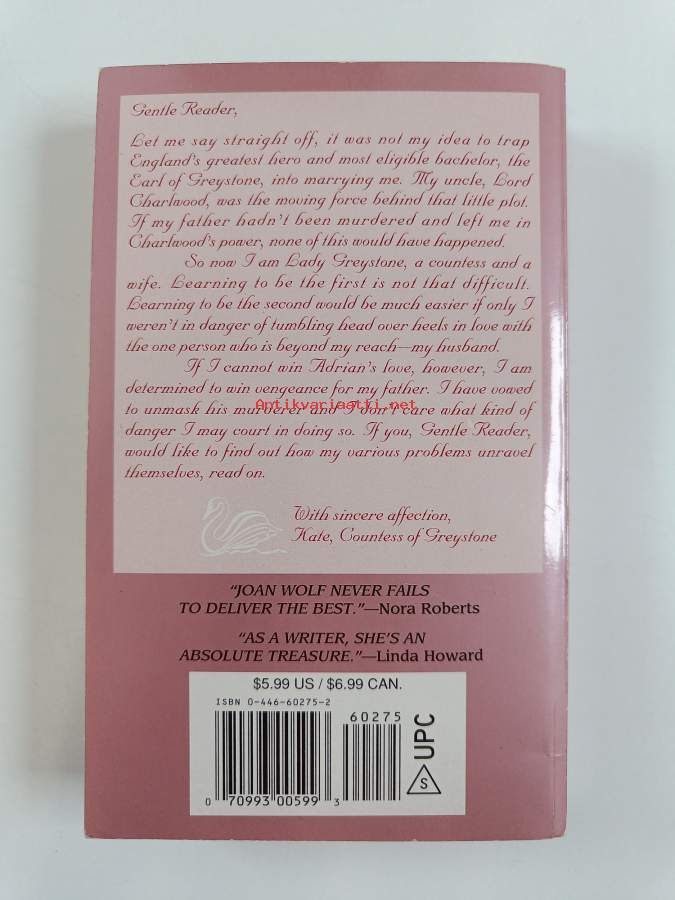 Gentle Reader,
Let me say straight off, it was not my idea to trap
England's greatest hero and most eligible bachelor, the
Earl of Greystone, into marrying me. My uncle, Lord
Charlwood, was the moving force behind that little plot.
If my father hadn't been murdered and left me in
Charlwood's power, none of this would have happened.
So now I am Lady Greystone, a countess and a
wife. Learning to be the first is not that difficult.
Learning to be the second would be much easier if only I
weren't in danger of tumbling head over heels in love with
the one person who is beyond my reach—my husband.
If I cannot win Adrian's love, however, I am
determined to win vengeance for my father. I have vowed
Antikvariaatti.net
to unmask his murderer and I don't care what kind of
danger I may court in doing so. If you, Gentle Reader,
would like to find out how my various problems unravel
themselves, read on.
With sincere affection,
Kate, Countess of Greystone
"JOAN WOLF NEVER FAILS
TO DELIVER THE BEST."—Nora Roberts
"AS A WRITER, SHE'S AN
ABSOLUTE TREASURE."—Linda Howard
$5.99 US / $6.99 CAN.
ISBN 0-446-60275-2
60275
UPC
S
0 70993 00599 3